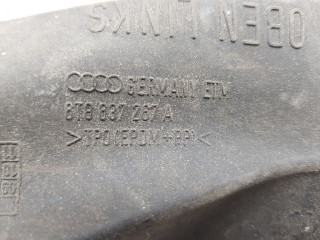 OBEN LINKS
GERMANY ETM
8T8 837 267 A
>TPO(EPDM+PP)<